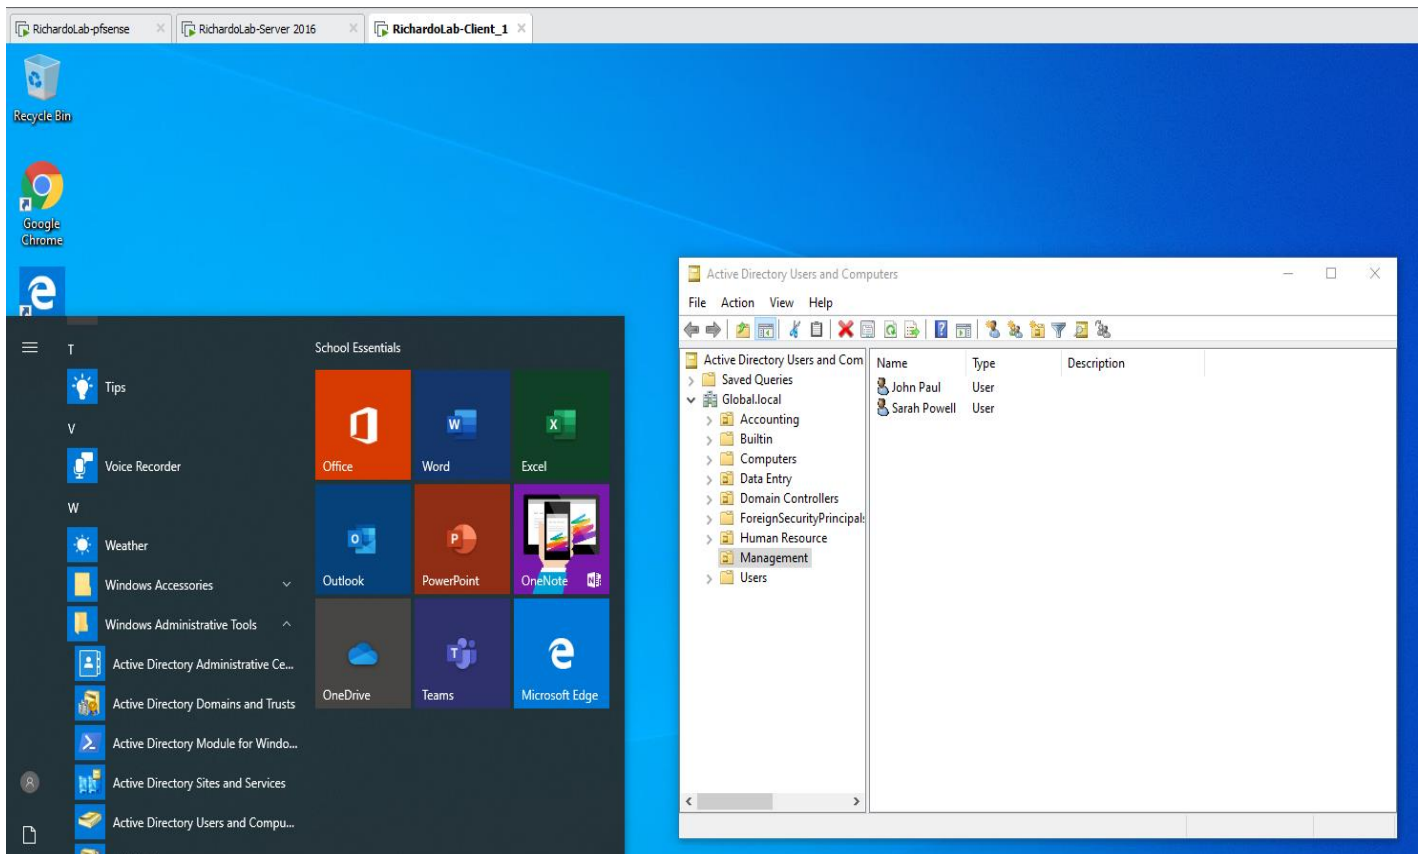 RichardoLab-pfsense
RichardoLab-Server 2016
RichardoLab-Client_1
Recycle Bin
Google
Chrome
T
Tips
V
Voice Recorder
W
Weather
Windows Accessories
Windows Administrative Tools
Active Directory Administrative Ce...
Active Directory Domains and Trusts
Active Directory Module for Windo...
Active Directory Sites and Services
Active Directory Users and Compu...
School Essentials
Office
Word
Excel
Outlook
PowerPoint
OneNote
OneDrive
Teams
Microsoft Edge
Active Directory Users and Computers
File Action View Help
Active Directory Users and Com
Saved Queries
Global.local
Accounting
Builtin
Computers
Data Entry
Domain Controllers
ForeignSecurityPrincipals
Human Resource
Management
Users
Name Type Description
John Paul User
Sarah Powell User